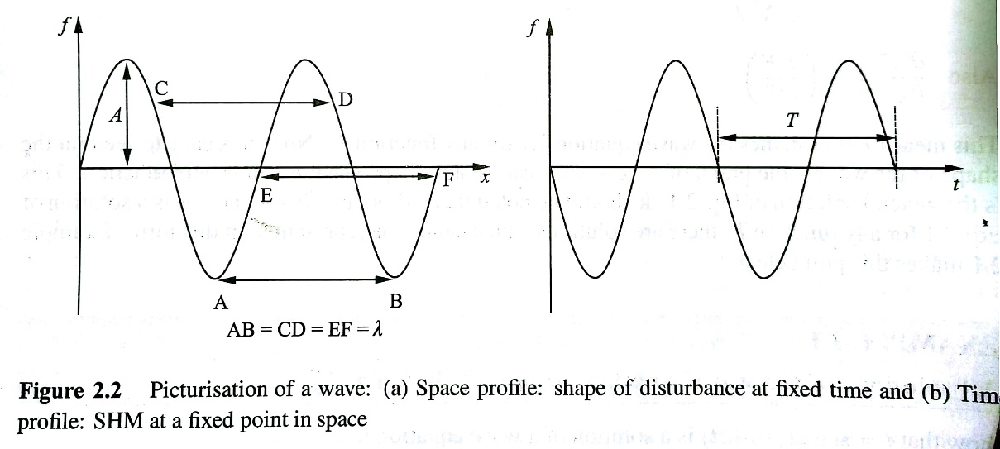 f
f
C
D
A
T
F
x
E
t
A
B
AB = CD = EF = λ
Figure 2.2 Picturisation of a wave: (a) Space profile: shape of disturbance at fixed time and (b) Tim
profile: SHM at a fixed point in space